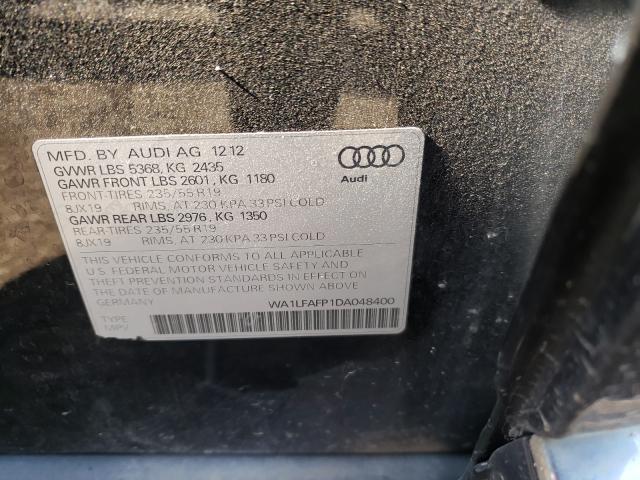 MFD. BY AUDI AG 12 12
GVWR LBS 5368, KG 2435
GAWR FRONT LBS 2601, KG 1180
FRONT-TIRES 235/55 R19
8JX19 RIMS, AT 230 KPA 33 PSI COLD
GAWR REAR LBS 2976, KG 1350
REAR-TIRES 235/55 R19
8JX19 RIMS, AT 230 KPA 33 PSI COLD
Audi
THIS VEHICLE CONFORMS TO ALL APPLICABLE
U.S. FEDERAL MOTOR VEHICLE SAFETY AND
THEFT PREVENTION STANDARDS IN EFFECT ON
THE DATE OF MANUFACTURE SHOWN ABOVE
GERMANY WA1LFAFP1DA048400
TYPE
MPV